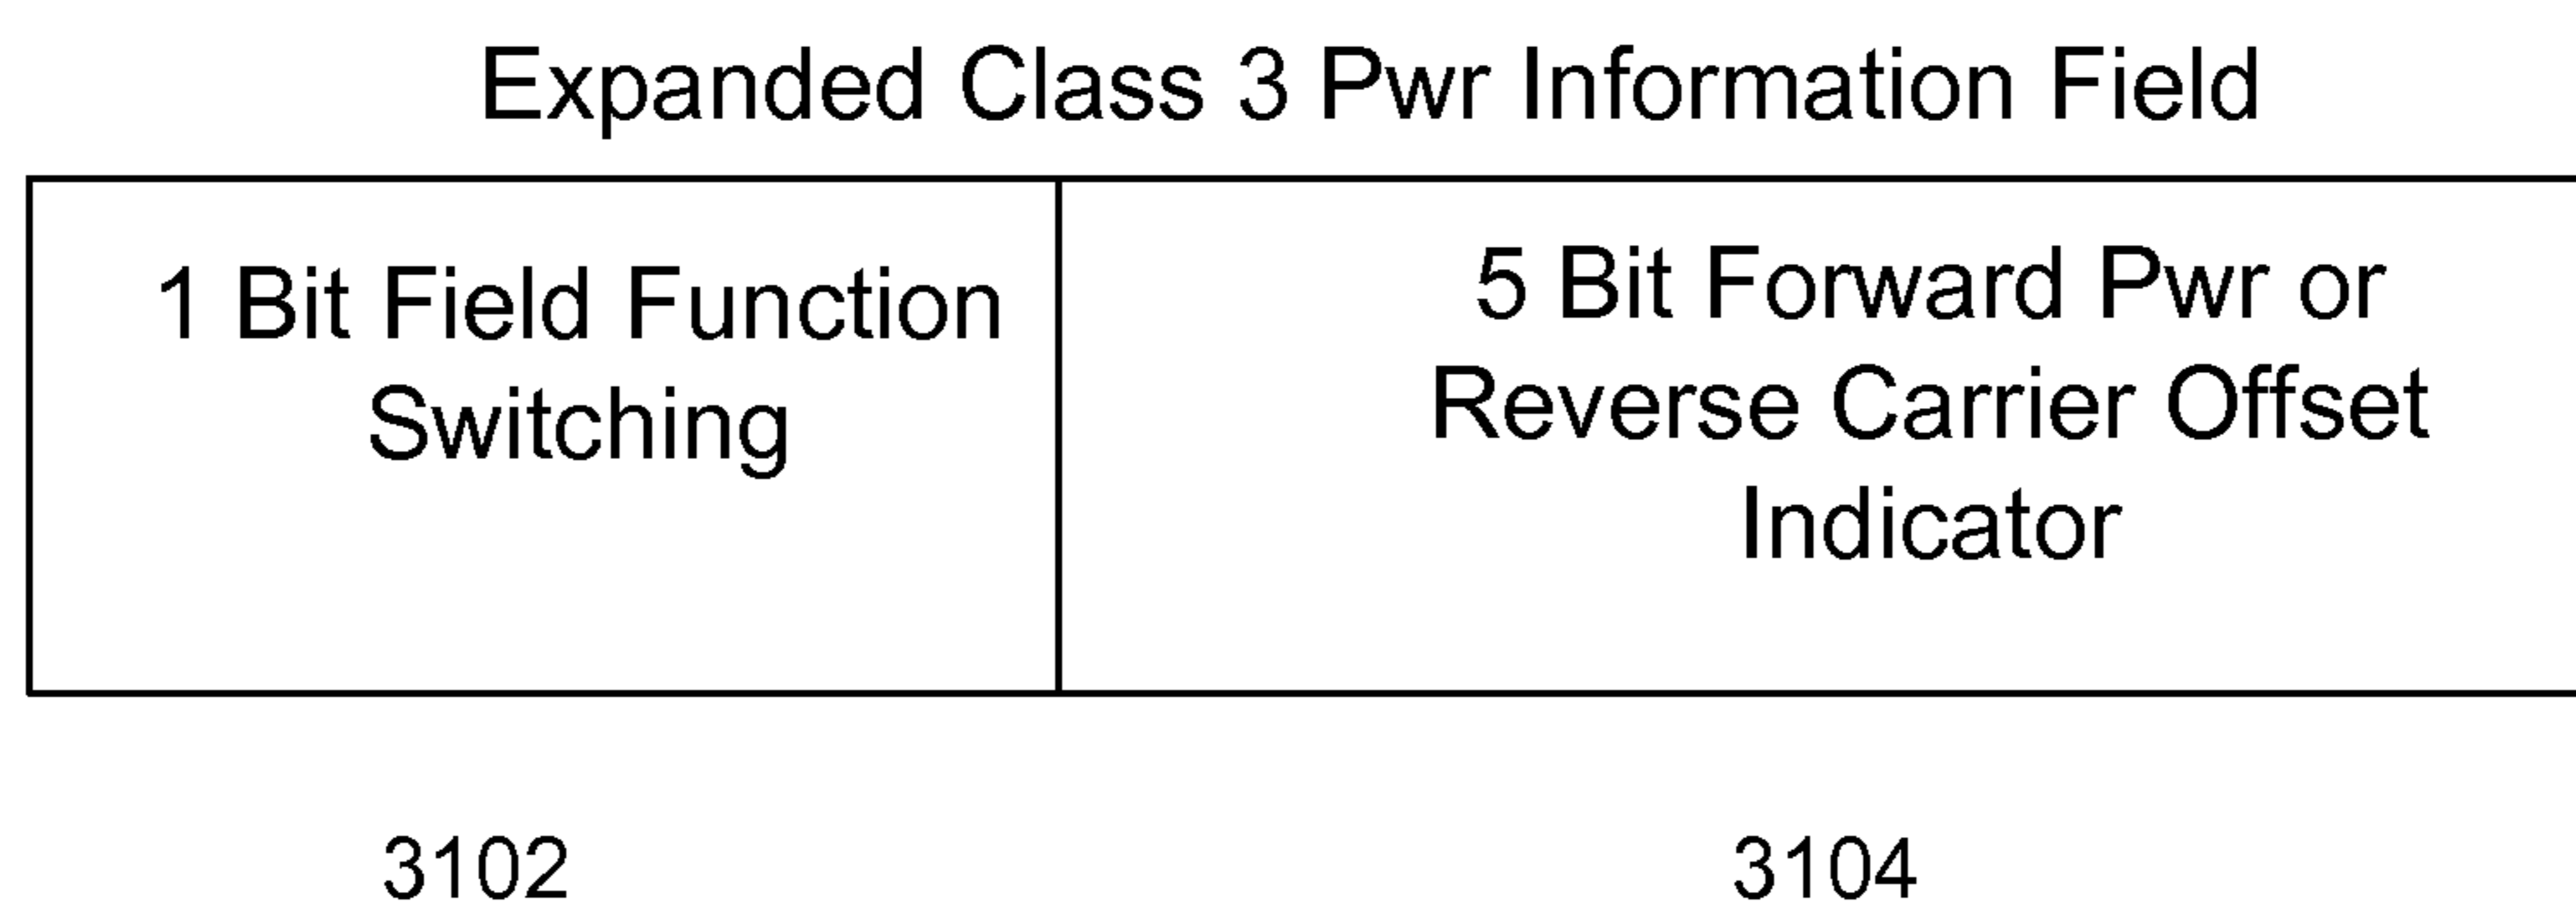 Expanded Class 3 Pwr Information Field
1 Bit Field Function
Switching
5 Bit Forward Pwr or
Reverse Carrier Offset
Indicator
3102
3104